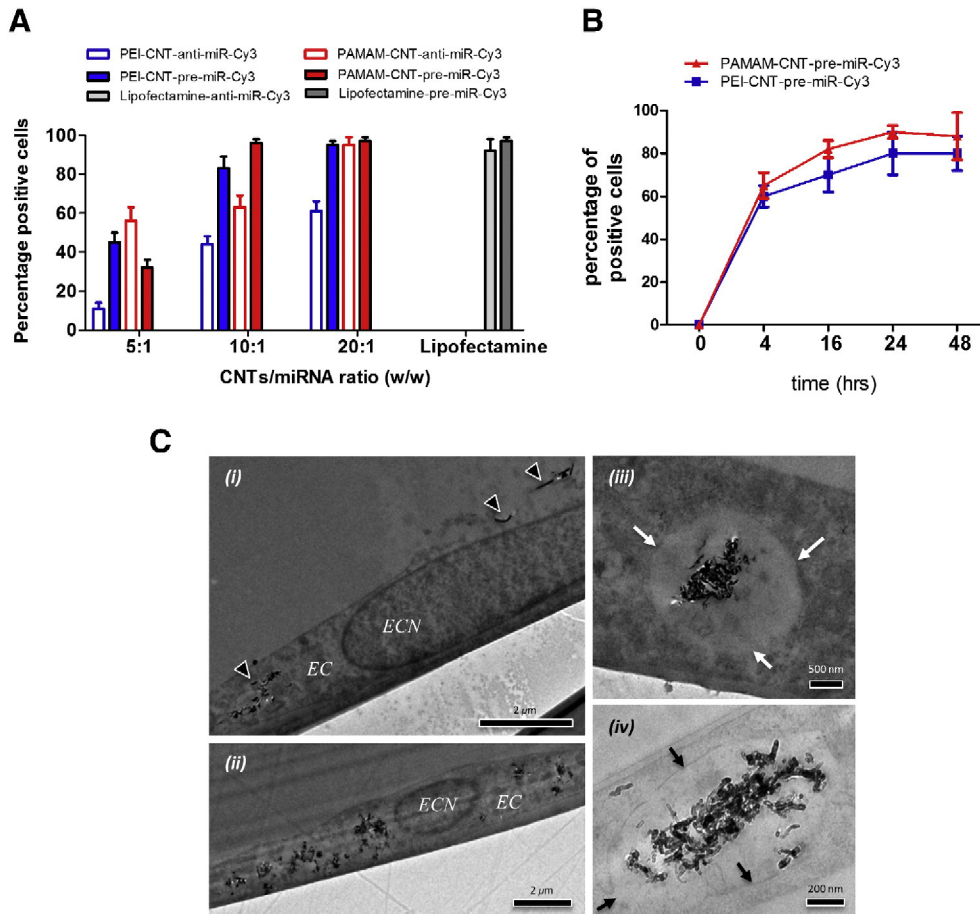 A
PEI-CNT-anti-miR-Cy3
PAMAM-CNT-anti-miR-Cy3
PEI-CNT-pre-miR-Cy3
PAMAM-CNT-pre-miR-Cy3
Lipofectamine-anti-miR-Cy3
Lipofectamine-pre-miR-Cy3
Percentage positive cells
100
80
60
40
20
0
5:1
10:1
20:1
Lipofectamine
CNTs/miRNA ratio (w/w)
B
PAMAM-CNT-pre-miR-Cy3
PEI-CNT-pre-miR-Cy3
percentage of
positive cells
100
80
60
40
20
0
0
4
16
24
48
time (hrs)
C
(i)
ECN
EC
2 µm
(ii)
ECN
EC
2 µm
(iii)
500 nm
(iv)
200 nm